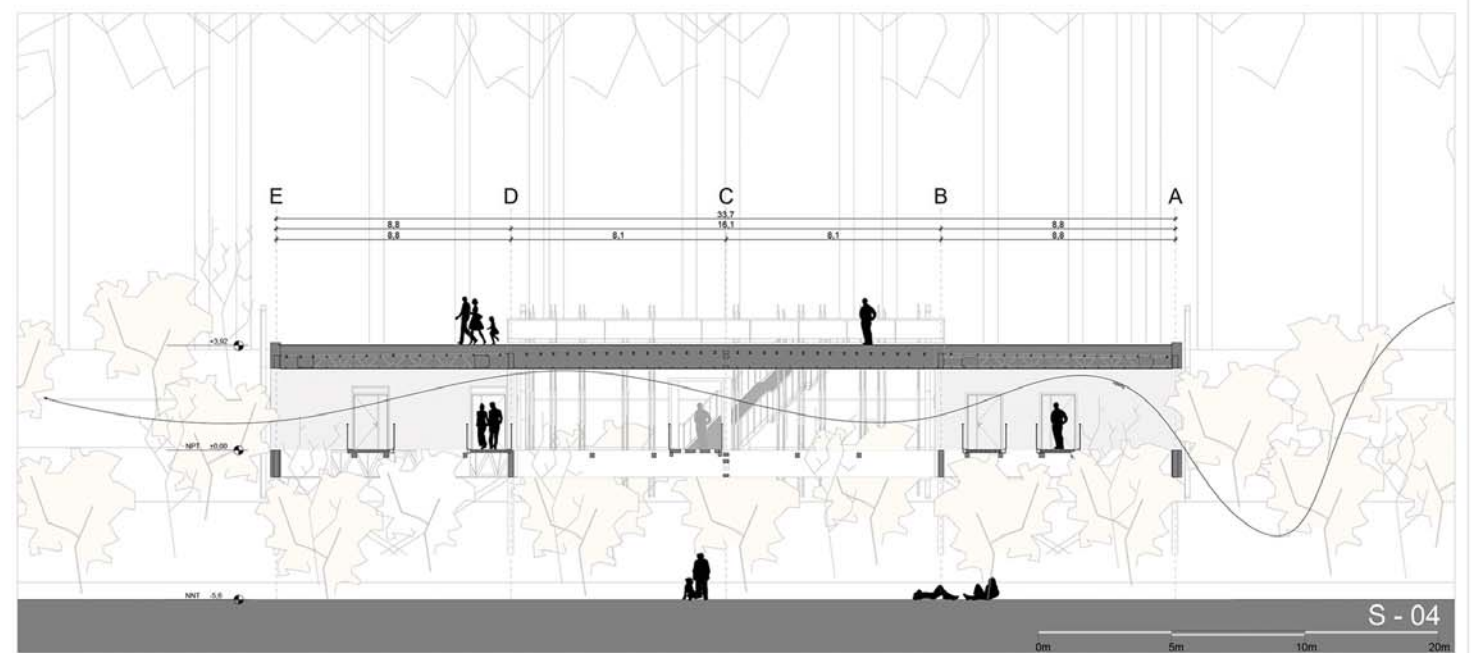 E D C B A
33,7
8,8 16,1 8,8
8,8 8,1 8,1 8,8
+3,92
NPT +0,00
NNT -5,6
S - 04
0m 5m 10m 20m